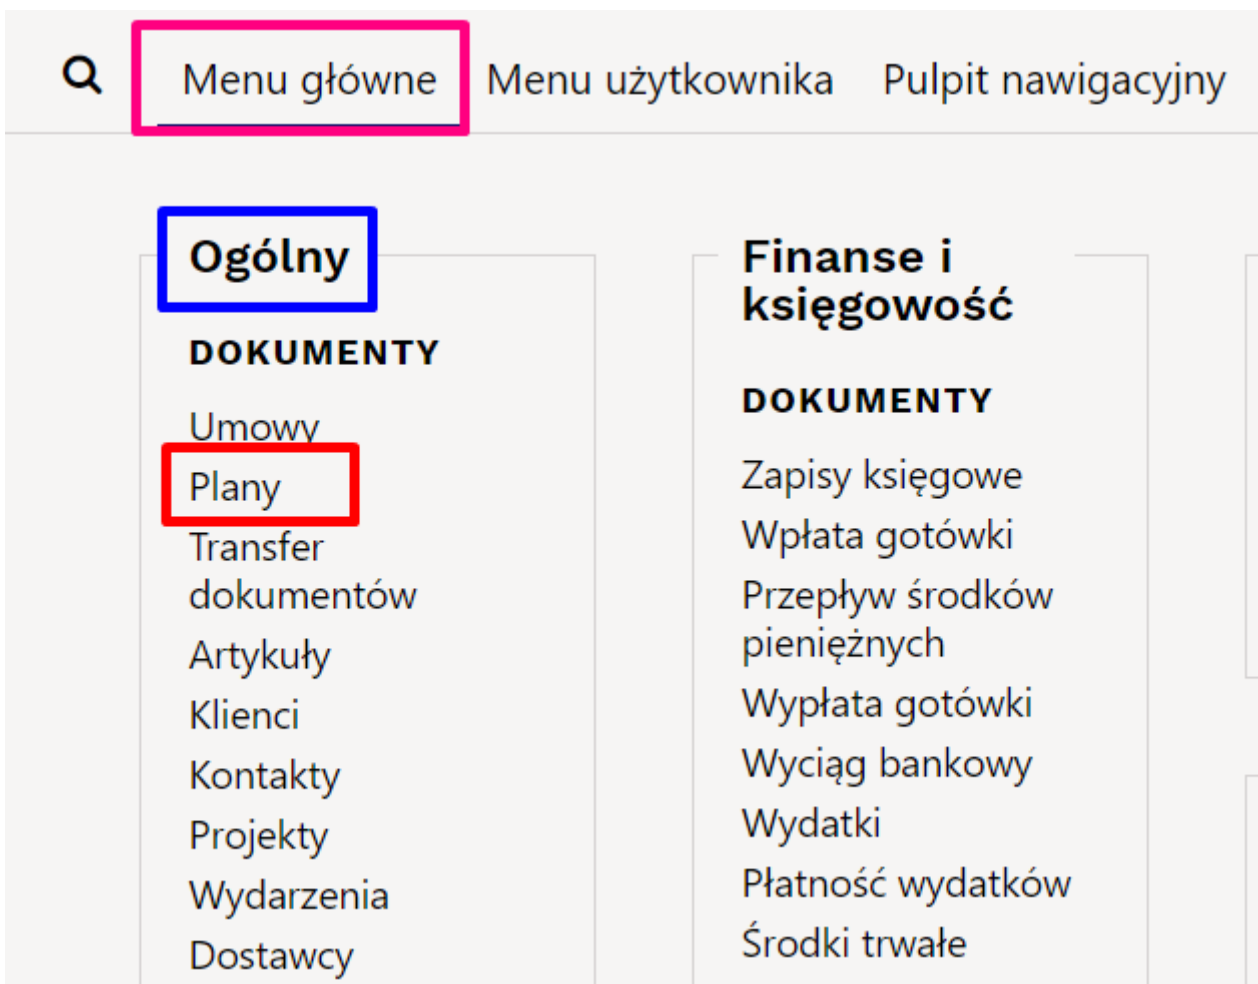 Menu główne Menu użytkownika Pulpit nawigacyjny
Ogólny
DOKUMENTY
Umowy
Plany
Transfer
dokumentów
Artykuły
Klienci
Kontakty
Projekty
Wydarzenia
Dostawcy
Finanse i
księgowość
DOKUMENTY
Zapisy księgowe
Wpłata gotówki
Przepływ środków
pieniężnych
Wypłata gotówki
Wyciąg bankowy
Wydatki
Płatność wydatków
Środki trwałe